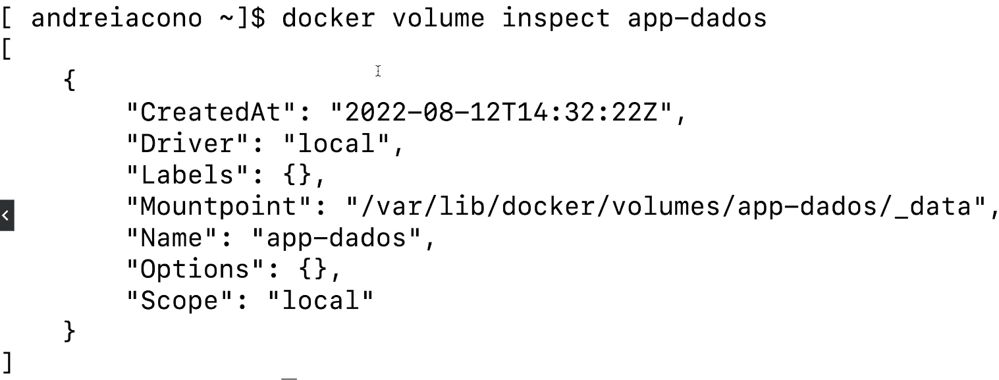 [ andreiacono ~]$ docker volume inspect app-dados
[
    {
        "CreatedAt": "2022-08-12T14:32:22Z",
        "Driver": "local",
        "Labels": {},
        "Mountpoint": "/var/lib/docker/volumes/app-dados/_data",
        "Name": "app-dados",
        "Options": {},
        "Scope": "local"
    }
]